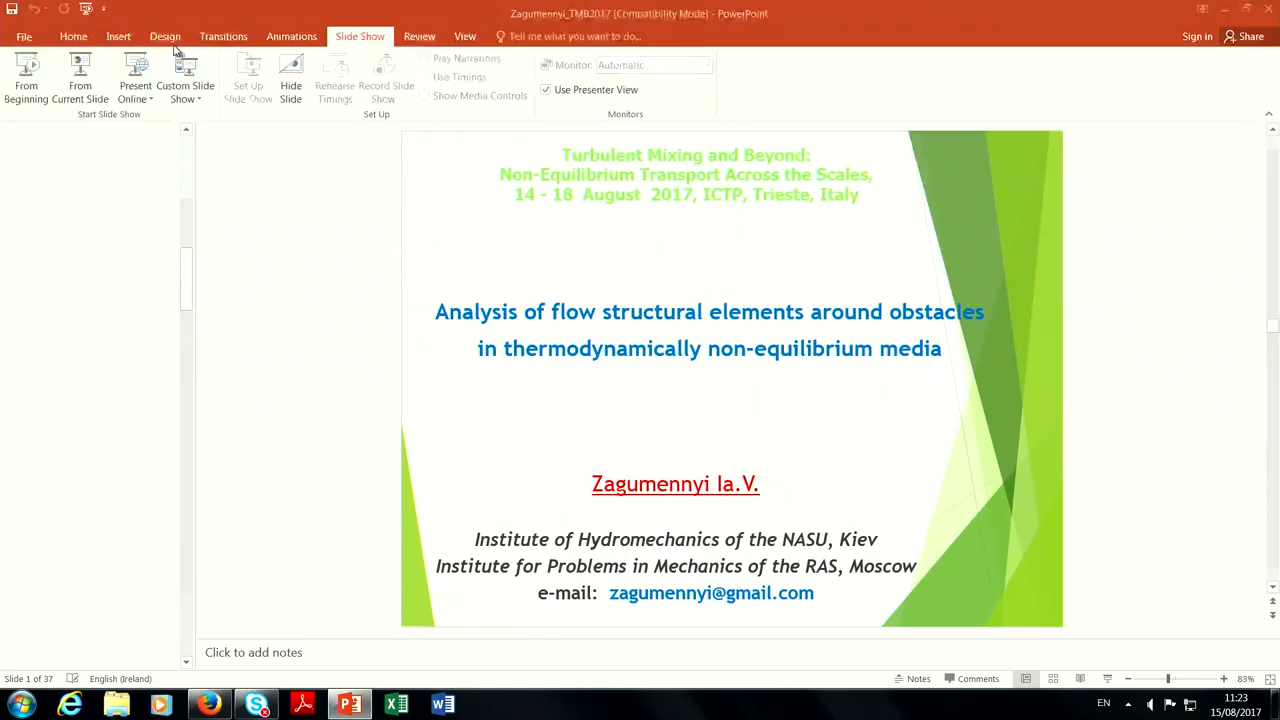 Zagumennyi_TMB2017 [Compatibility Mode] - PowerPoint
File Home Insert Design Transitions Animations Slide Show Review View Tell me what you want to do... Sign in Share
From Beginning
From Current Slide
Present Online
Custom Slide Show
Set Up Slide Show
Hide Slide
Rehearse Timings
Record Slide Show
Play Narrations
Use Timings
Show Media Controls
Monitor: Automatic
Use Presenter View
Start Slide Show
Set Up
Monitors
Turbulent Mixing and Beyond:
Non-Equilibrium Transport Across the Scales,
14 - 18 August 2017, ICTP, Trieste, Italy
Analysis of flow structural elements around obstacles
in thermodynamically non-equilibrium media
Zagumennyi Ia.V.
Institute of Hydromechanics of the NASU, Kiev
Institute for Problems in Mechanics of the RAS, Moscow
e-mail: zagumennyi@gmail.com
Click to add notes
Slide 1 of 37 English (Ireland) Notes Comments 83%
EN 11:23
15/08/2017